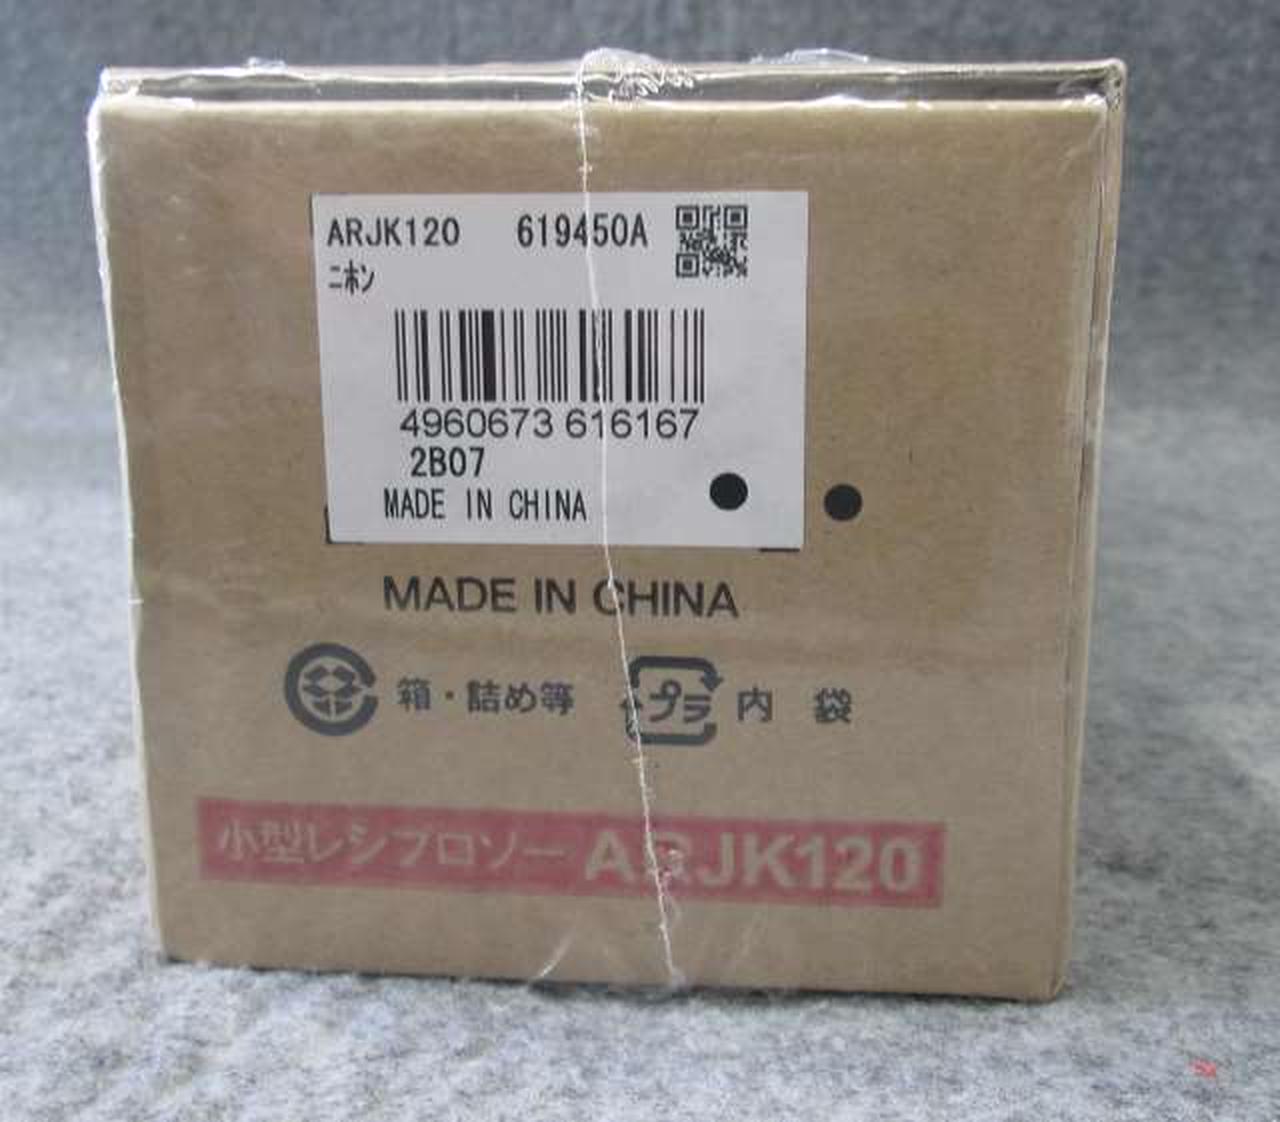 ARJK120 619450A
ﾆﾎﾝ
4960673 616167
2B07
MADE IN CHINA
MADE IN CHINA
箱・詰め等 プラ 内 袋
小型レシプロソー ARJK120